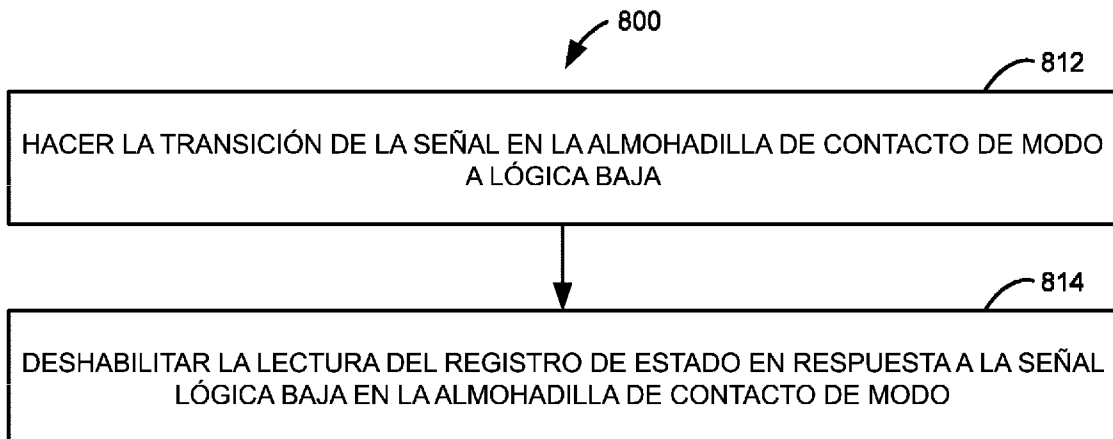 800
812
HACER LA TRANSICIÓN DE LA SEÑAL EN LA ALMOHADILLA DE CONTACTO DE MODO
A LÓGICA BAJA
814
DESHABILITAR LA LECTURA DEL REGISTRO DE ESTADO EN RESPUESTA A LA SEÑAL
LÓGICA BAJA EN LA ALMOHADILLA DE CONTACTO DE MODO